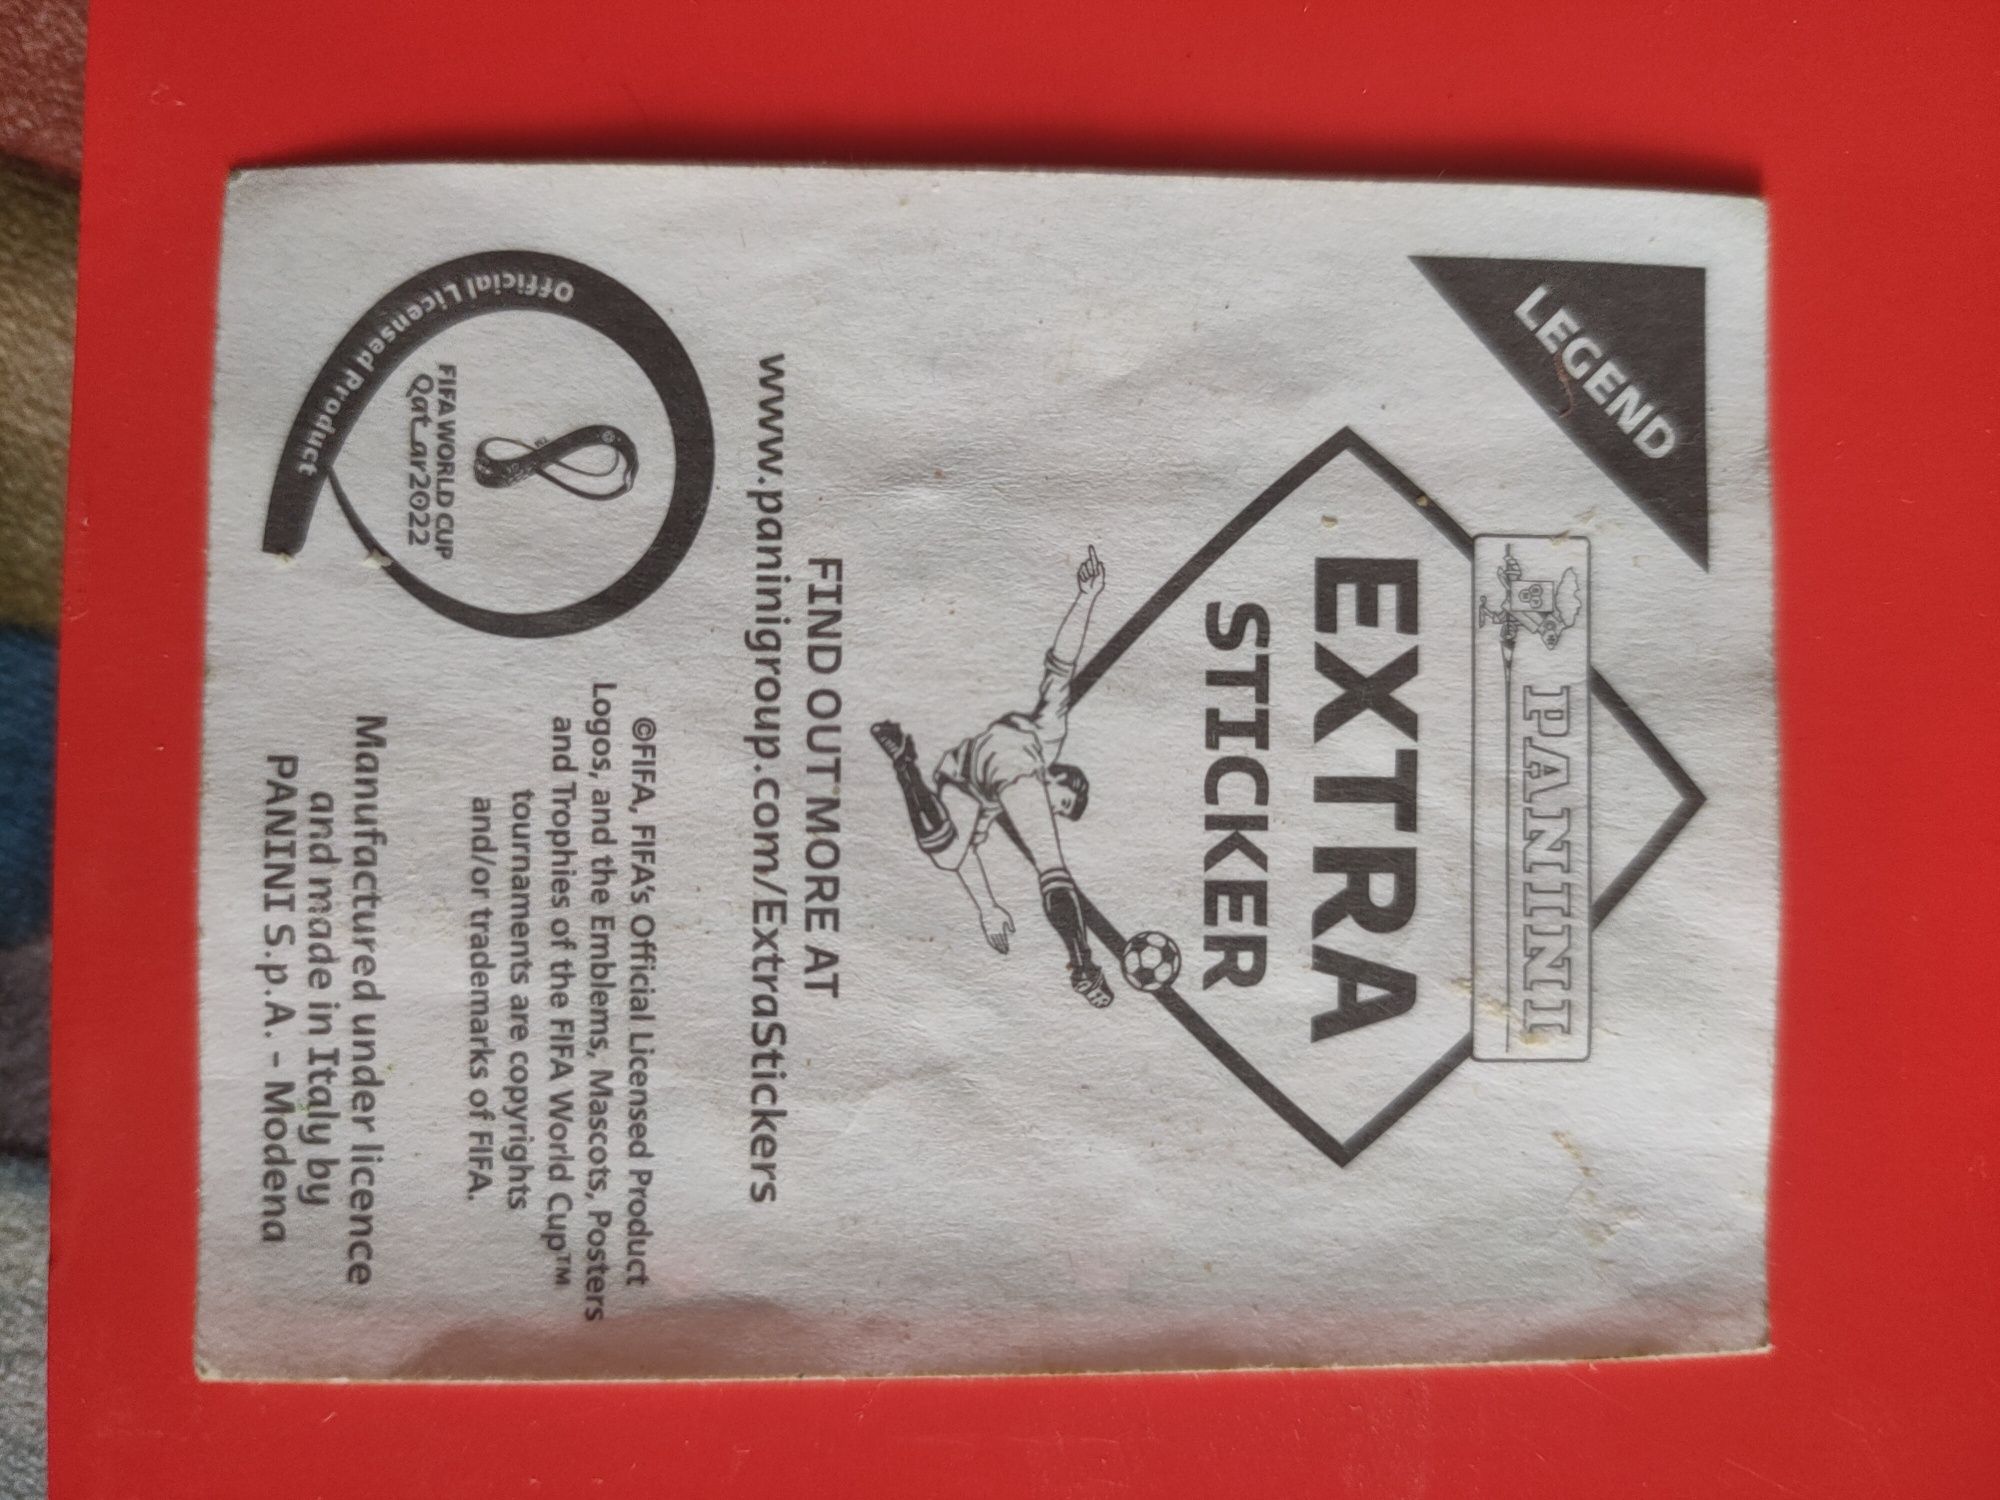 LEGEND
PANINI
EXTRA
STICKER
FIND OUT MORE AT
www.paninigroup.com/ExtraStickers
Official Licensed Product
FIFA WORLD CUP
Qatar2022
©FIFA, FIFA's Official Licensed Product
Logos, and the Emblems, Mascots, Posters
and Trophies of the FIFA World Cup™
tournaments are copyrights
and/or trademarks of FIFA.
Manufactured under licence
and made in Italy by
PANINI S.p.A. - Modena